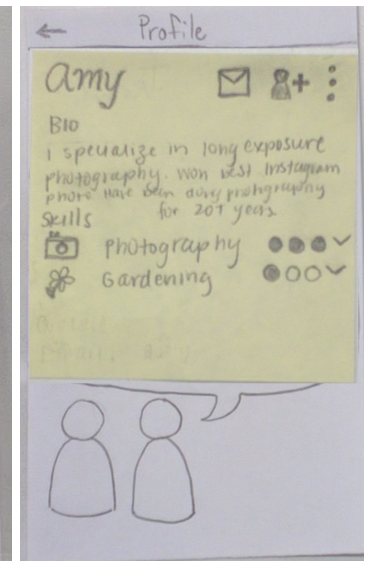 Profile
amy
BIO
i specialize in long exposure
photography. won best Instagram
photo Have been doing photography
for 20+ years.
Skills
Photography
Gardening